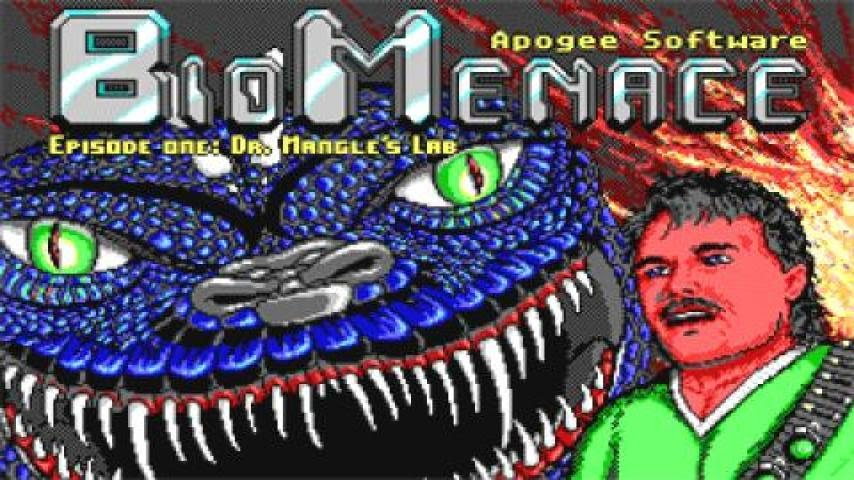 BioMenace
Apogee Software
Episode one: Dr. Mangle's Lab